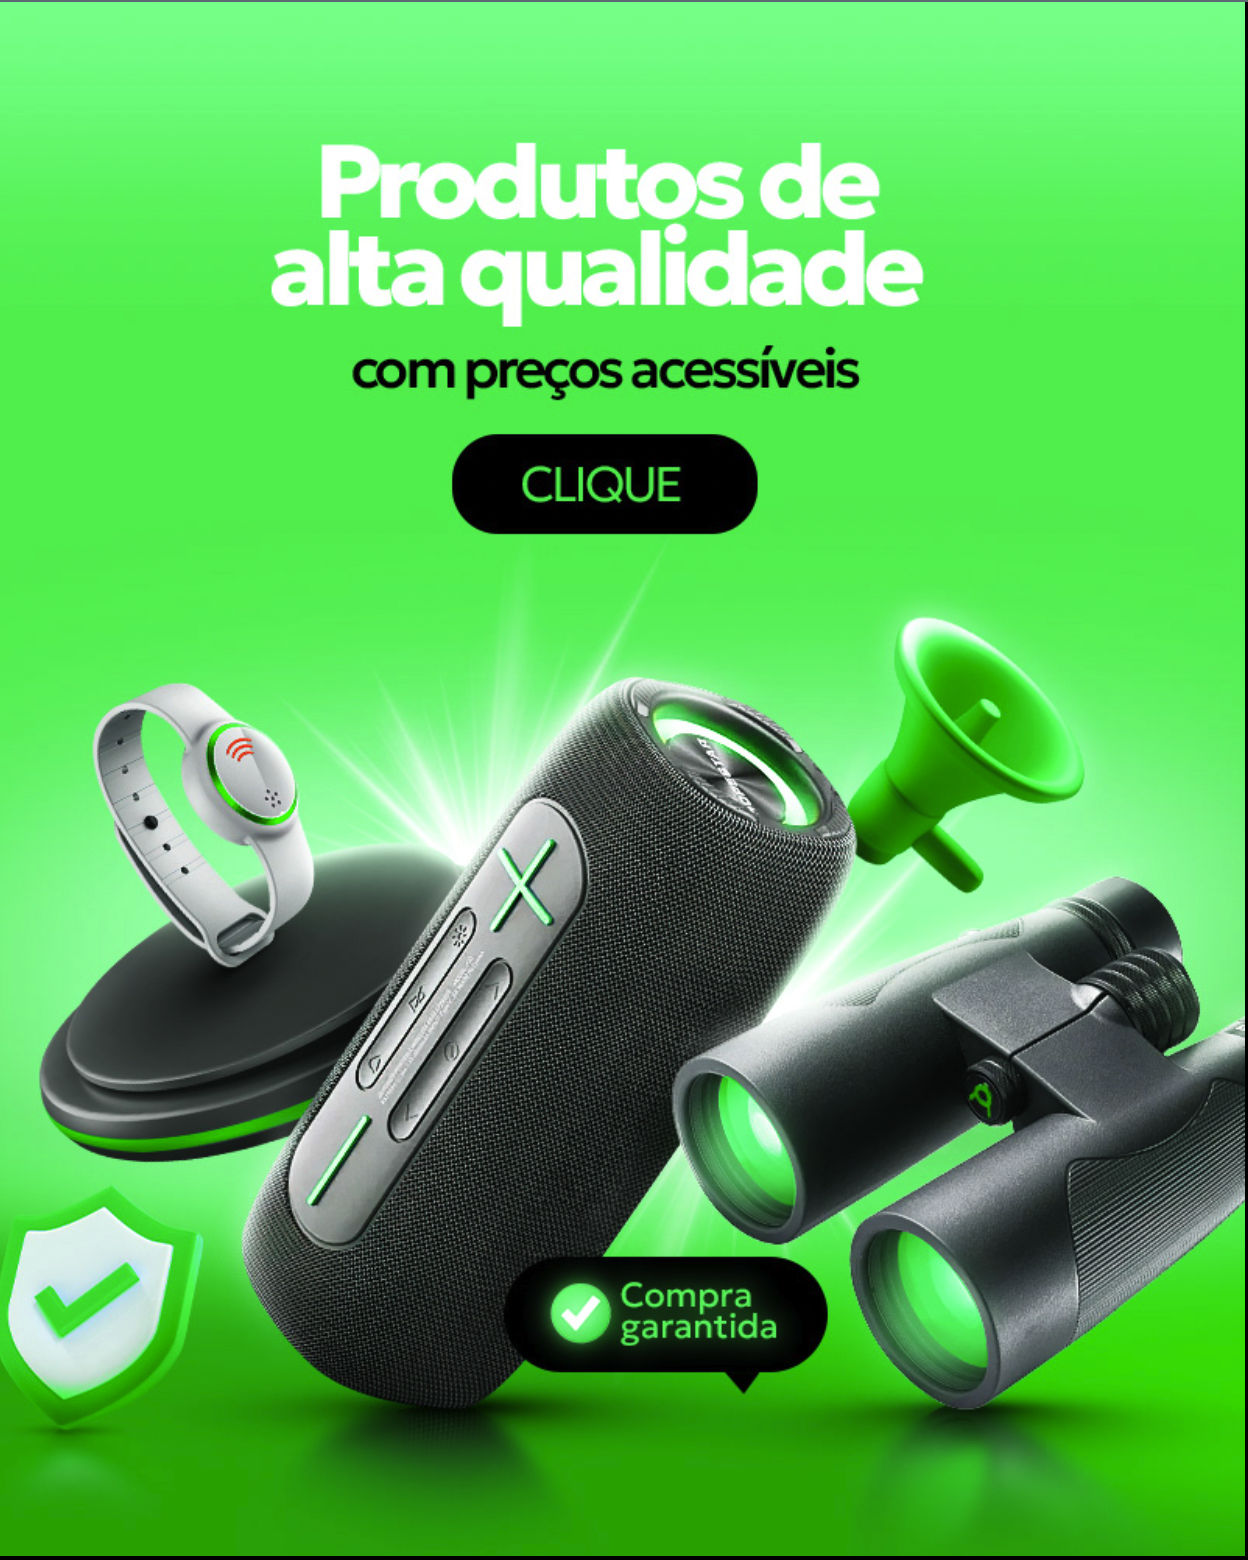 Produtos de
alta qualidade
com preços acessíveis
CLIQUE
Compra
garantida